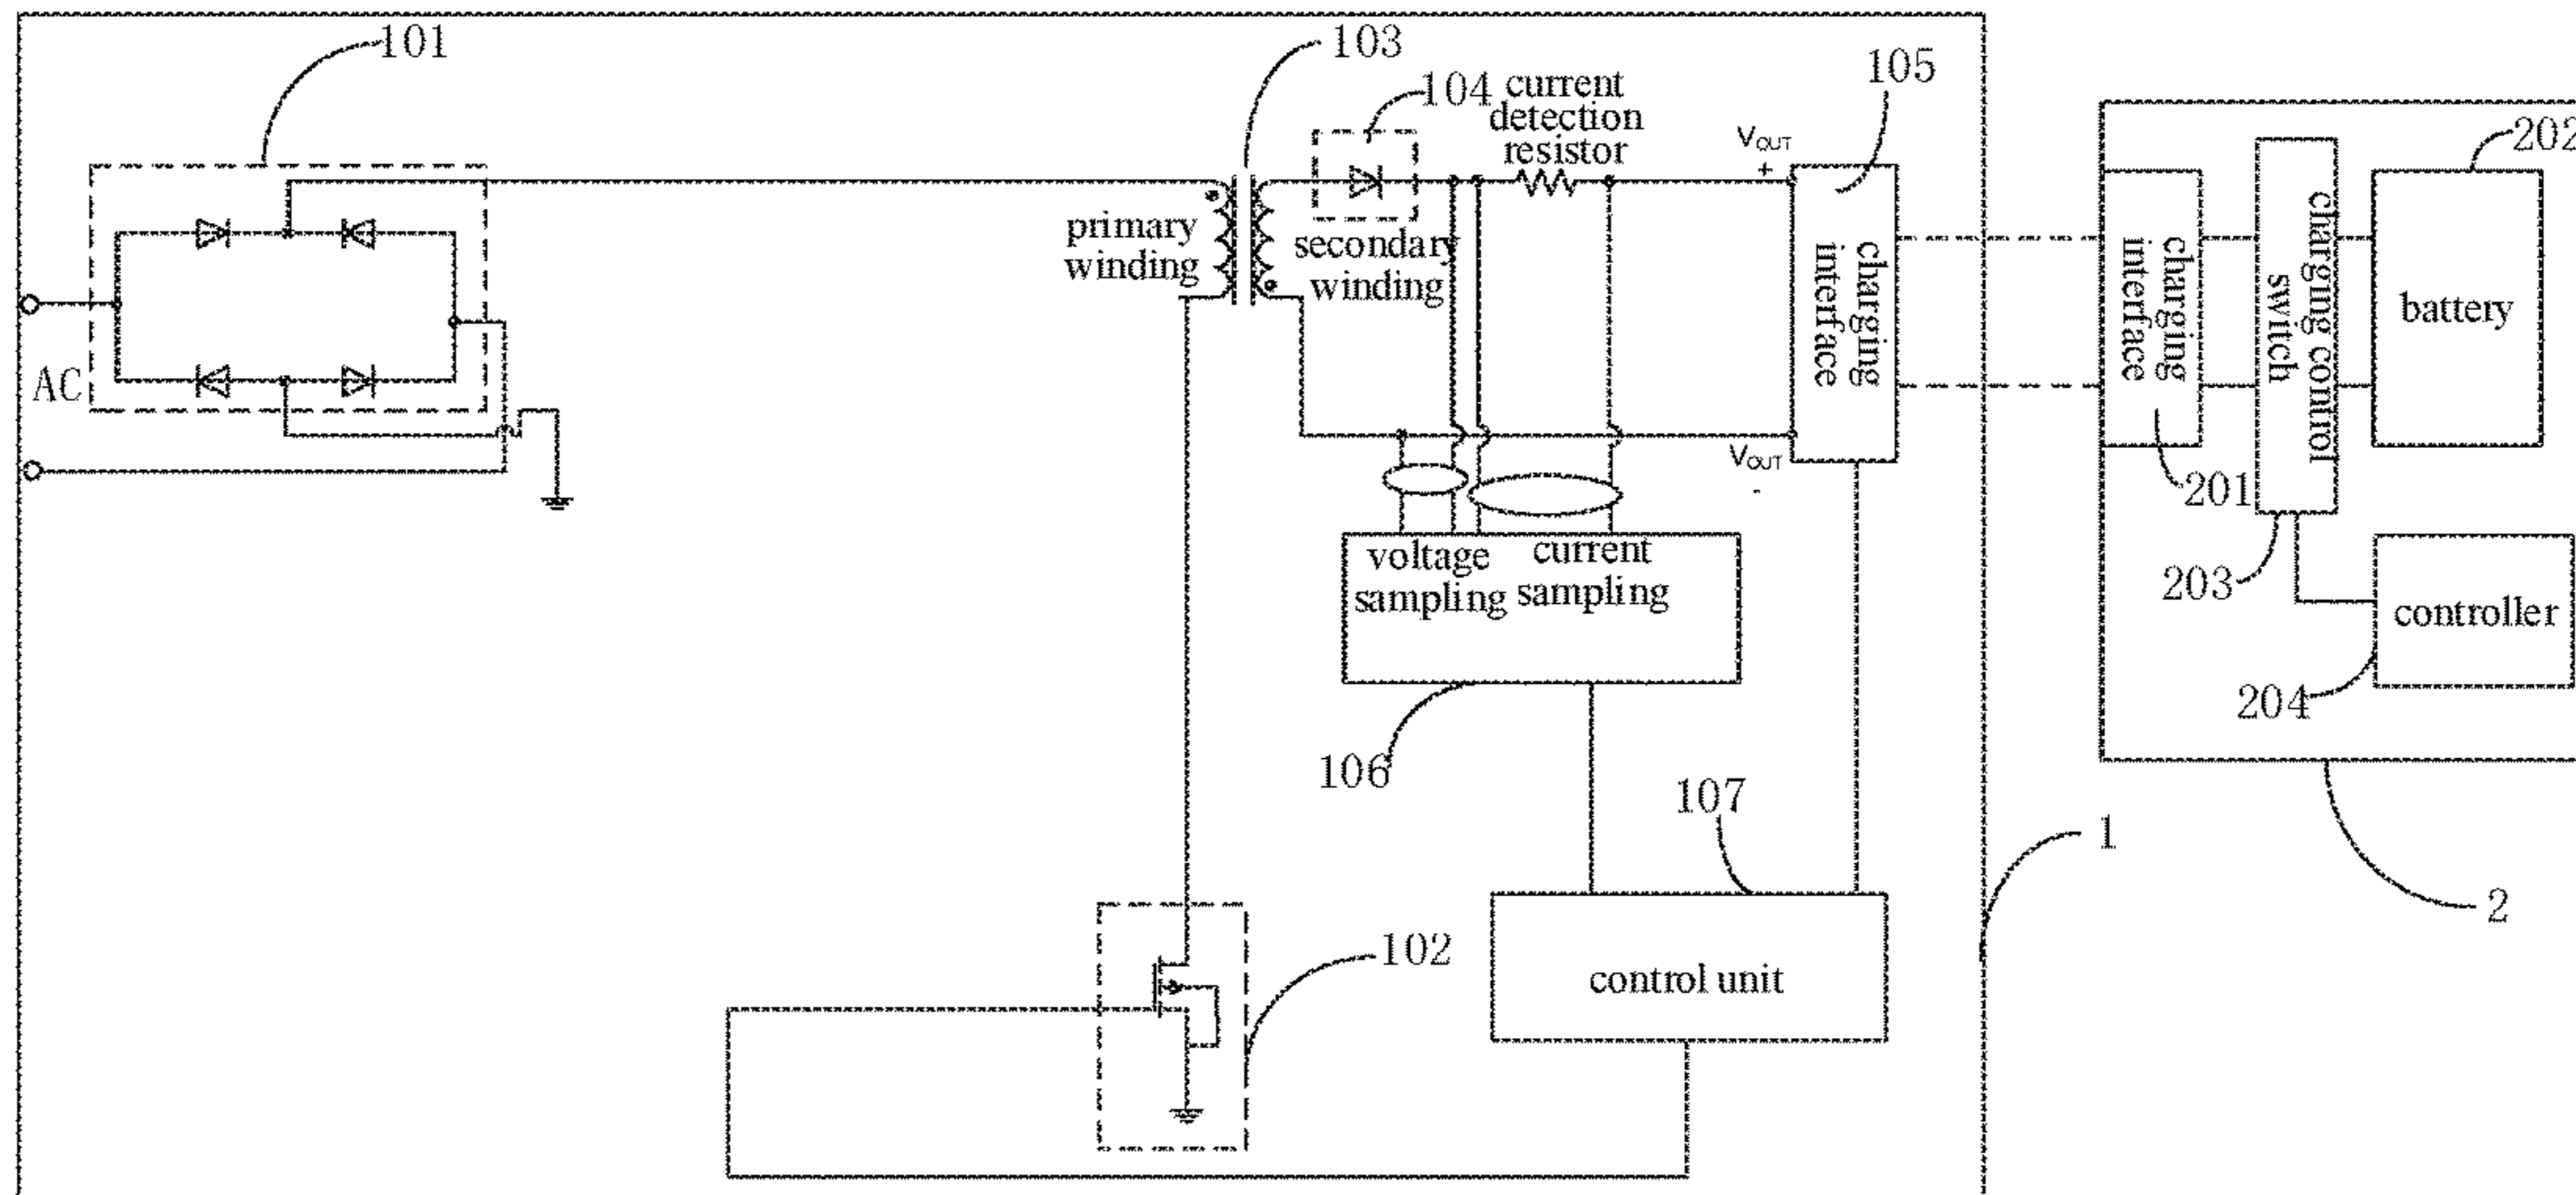 101
103
104
current
detection
resistor
105
VOUT
+
202
primary
winding
secondary
winding
charging
interface
charging
interface
charging control
switch
battery
AC
VOUT
-
201
voltage
sampling
current
sampling
203
controller
204
106
107
1
2
102
control unit